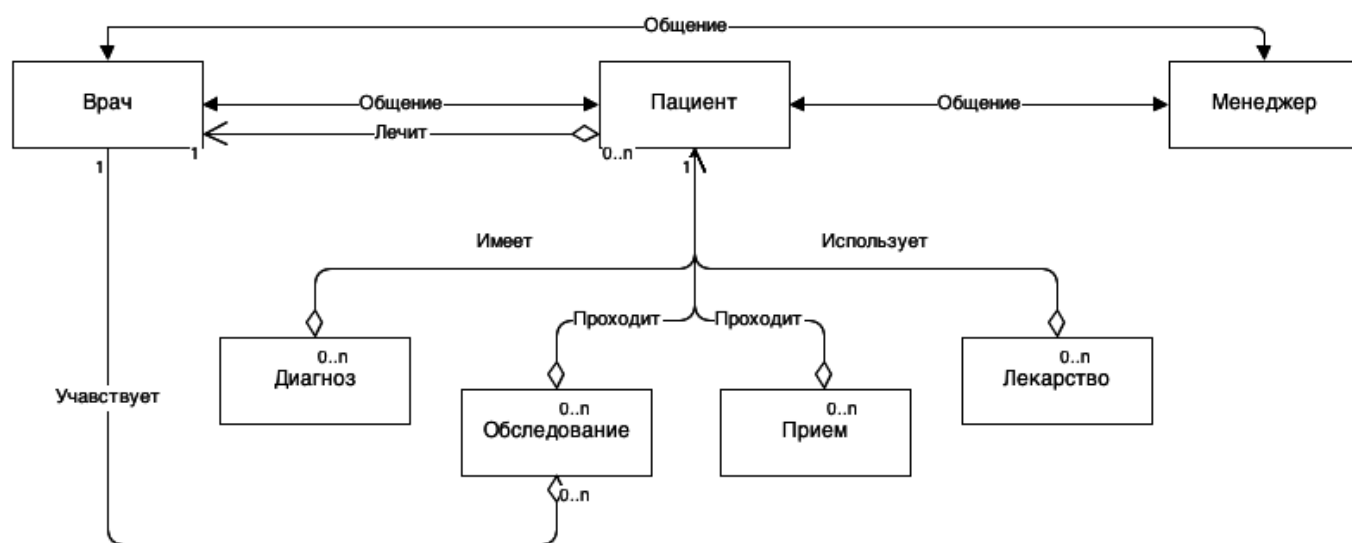 Общение
Врач
Общение
Пациент
Общение
Менеджер
Лечит
1
0..n
1
1
Имеет
Использует
Проходит
Проходит
0..n
Диагноз
0..n
Лекарство
Учавствует
0..n
Обследование
0..n
Прием
0..n